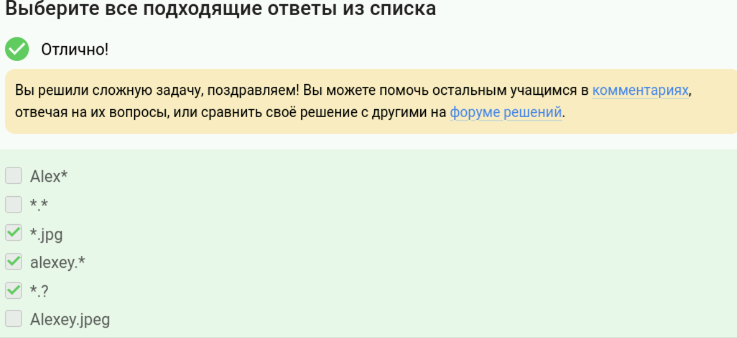 Выберите все подходящие ответы из списка
Отлично!
Вы решили сложную задачу, поздравляем! Вы можете помочь остальным учащимся в комментариях,
отвечая на их вопросы, или сравнить своё решение с другими на форуме решений.
Alex*
*.*
*.jpg
alexey.*
*.?
Alexey.jpeg